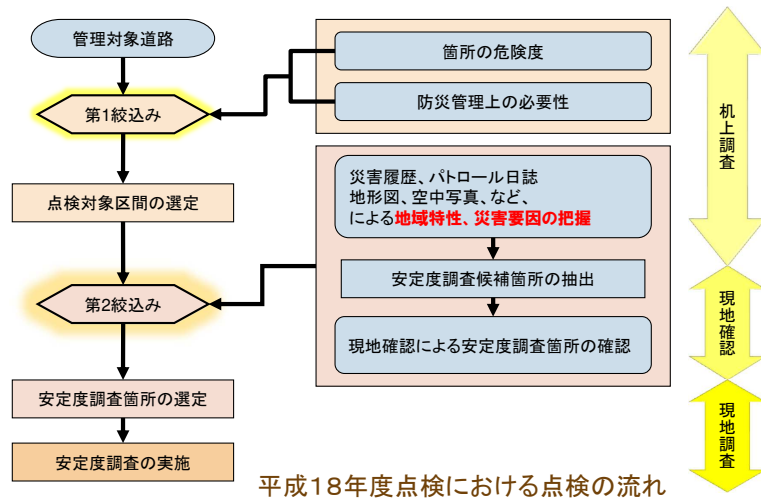 管理対象道路
第1絞込み
点検対象区間の選定
第2絞込み
安定度調査箇所の選定
安定度調査の実施
箇所の危険度
防災管理上の必要性
災害履歴、パトロール日誌
地形図、空中写真、など、
による地域特性、災害要因の把握
安定度調査候補箇所の抽出
現地確認による安定度調査箇所の確認
机上調査
現地確認
現地調査
平成18年度点検における点検の流れ